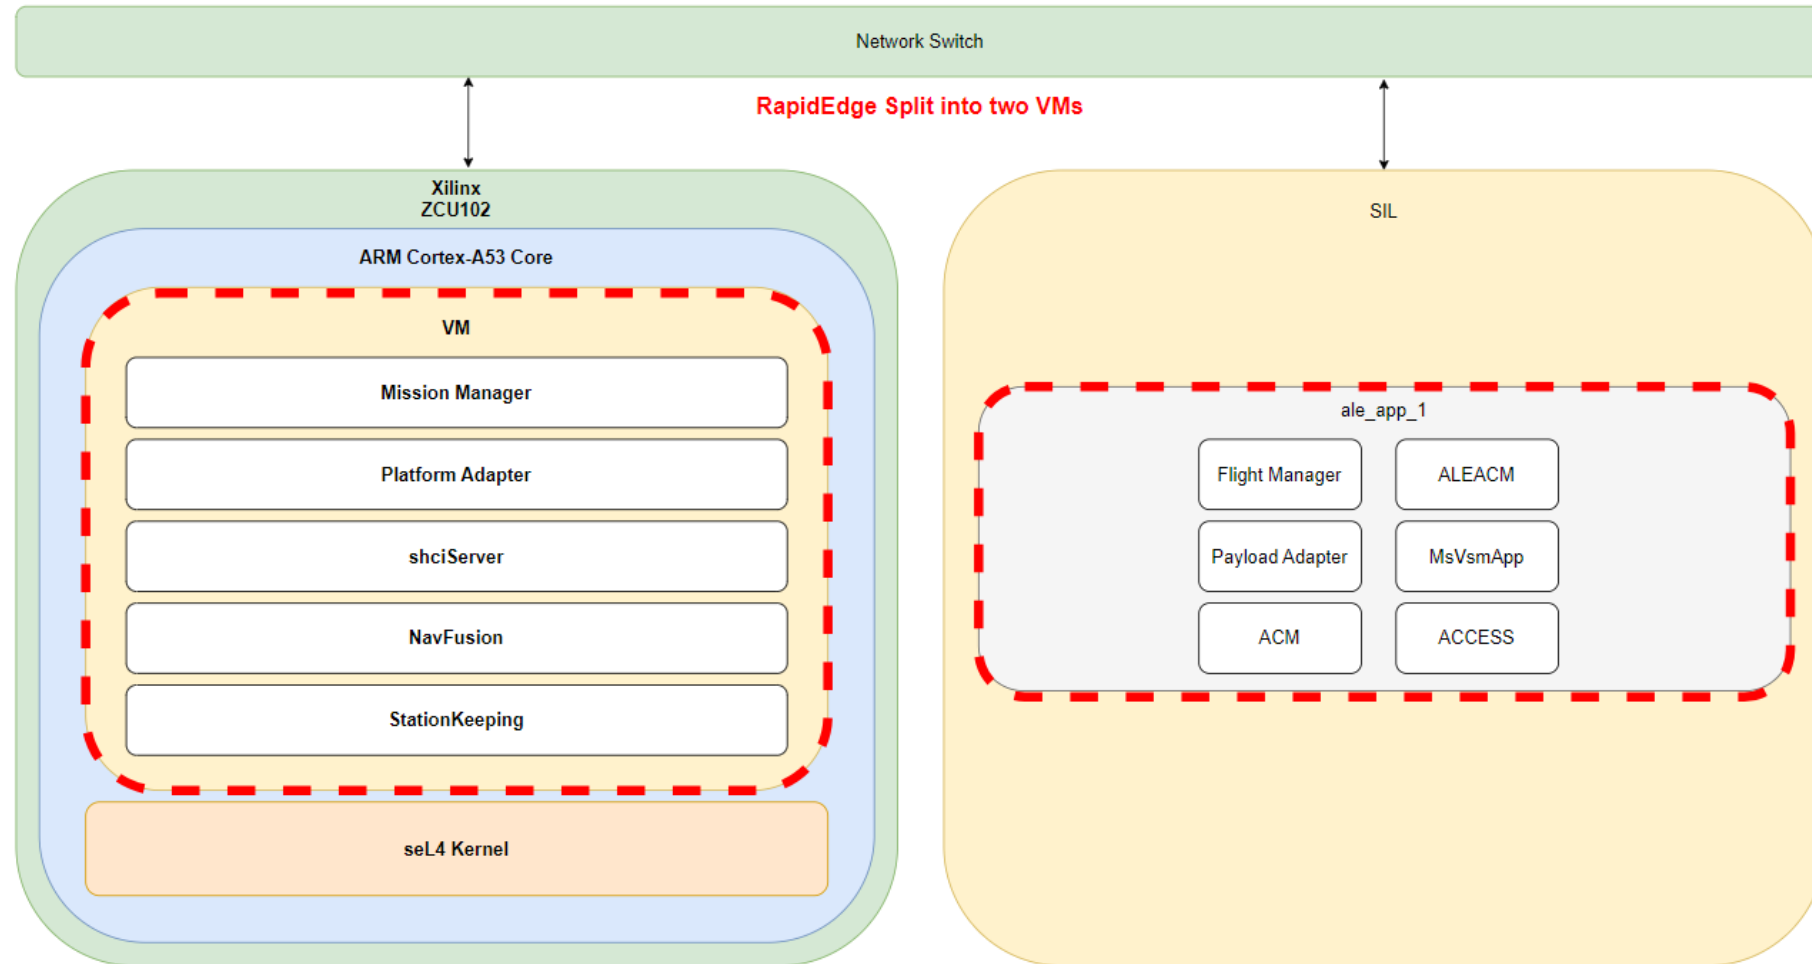 Network Switch
RapidEdge Split into two VMs
Xilinx
ZCU102
ARM Cortex-A53 Core
VM
Mission Manager
Platform Adapter
shciServer
NavFusion
StationKeeping
seL4 Kernel
SIL
ale_app_1
Flight Manager
ALEACM
Payload Adapter
MsVsmApp
ACM
ACCESS